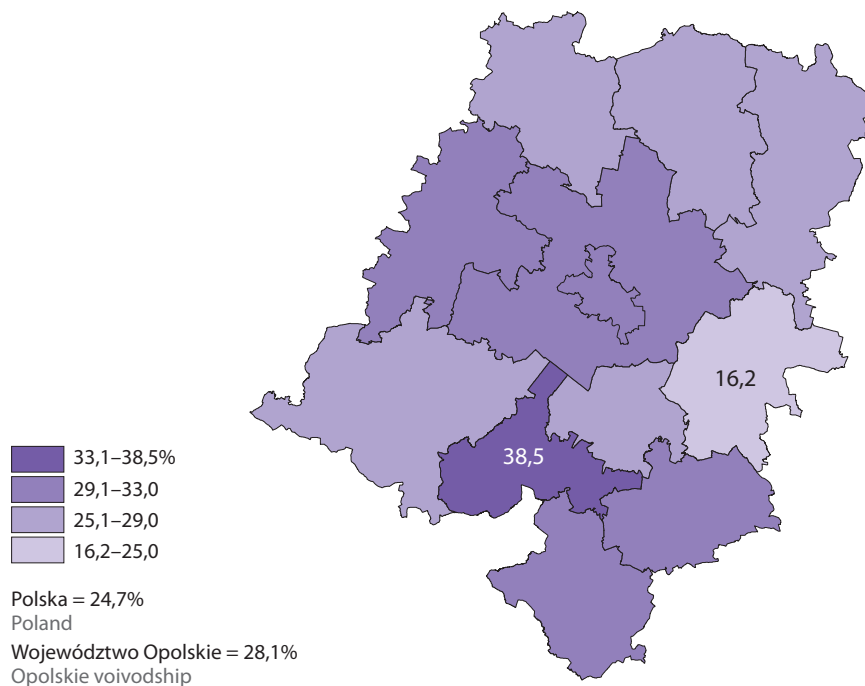 16,2
38,5
33,1–38,5%
29,1–33,0
25,1–29,0
16,2–25,0
Polska = 24,7%
Poland
Województwo Opolskie = 28,1%
Opolskie voivodship